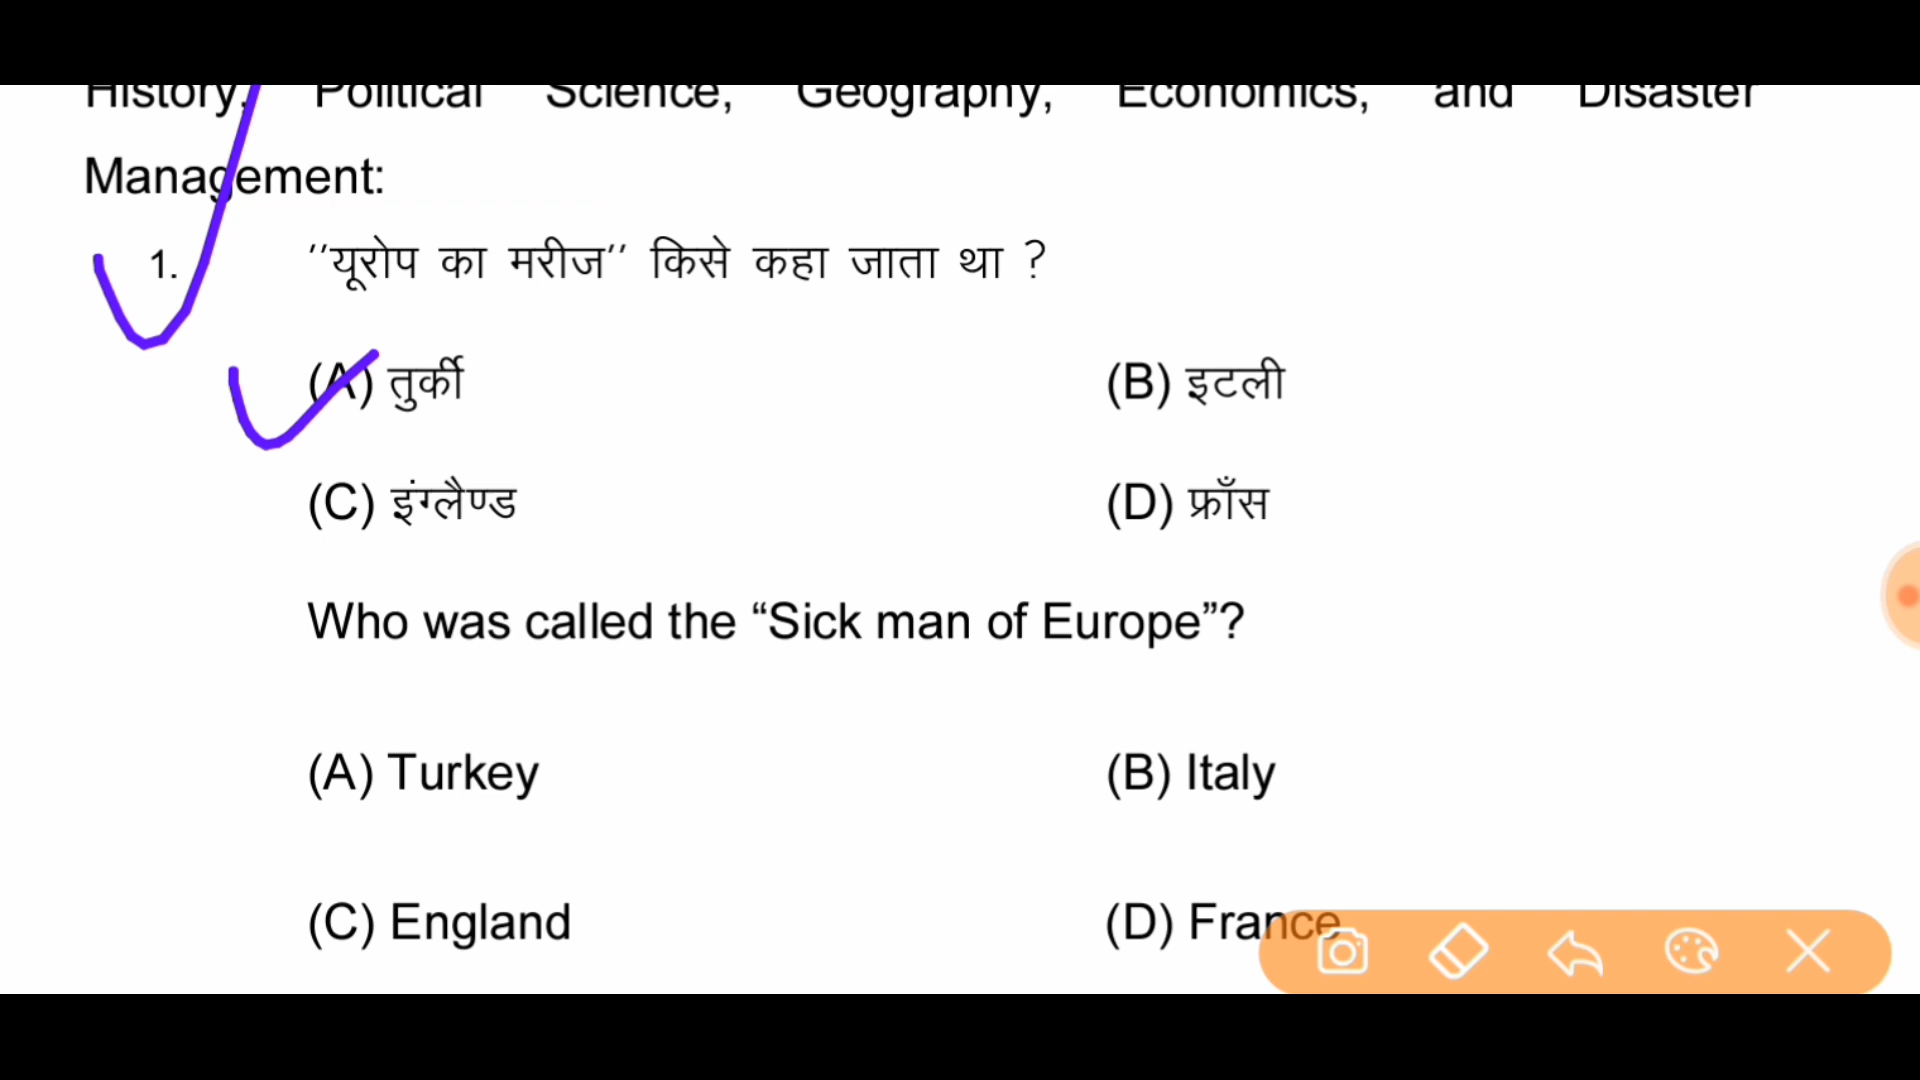 History, Political Science, Geography, Economics, and Disaster
Management:
1. ''यूरोप का मरीज'' किसे कहा जाता था ?
(A) तुर्की (B) इटली
(C) इंग्लैण्ड (D) फ्राँस
Who was called the “Sick man of Europe”?
(A) Turkey (B) Italy
(C) England (D) France